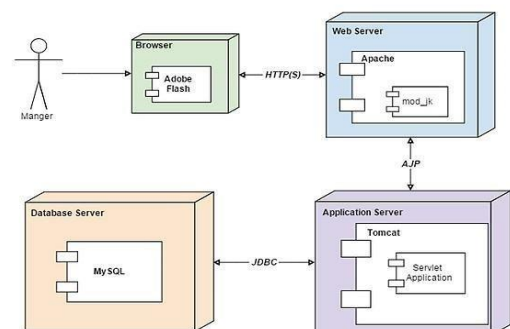 Web Server
Browser
Apache
Adobe
Flash
HTTP(S)
mod_jk
Manger
AJP
Database Server
Application Server
Tomcat
MySQL
JDBC
Servlet
Application